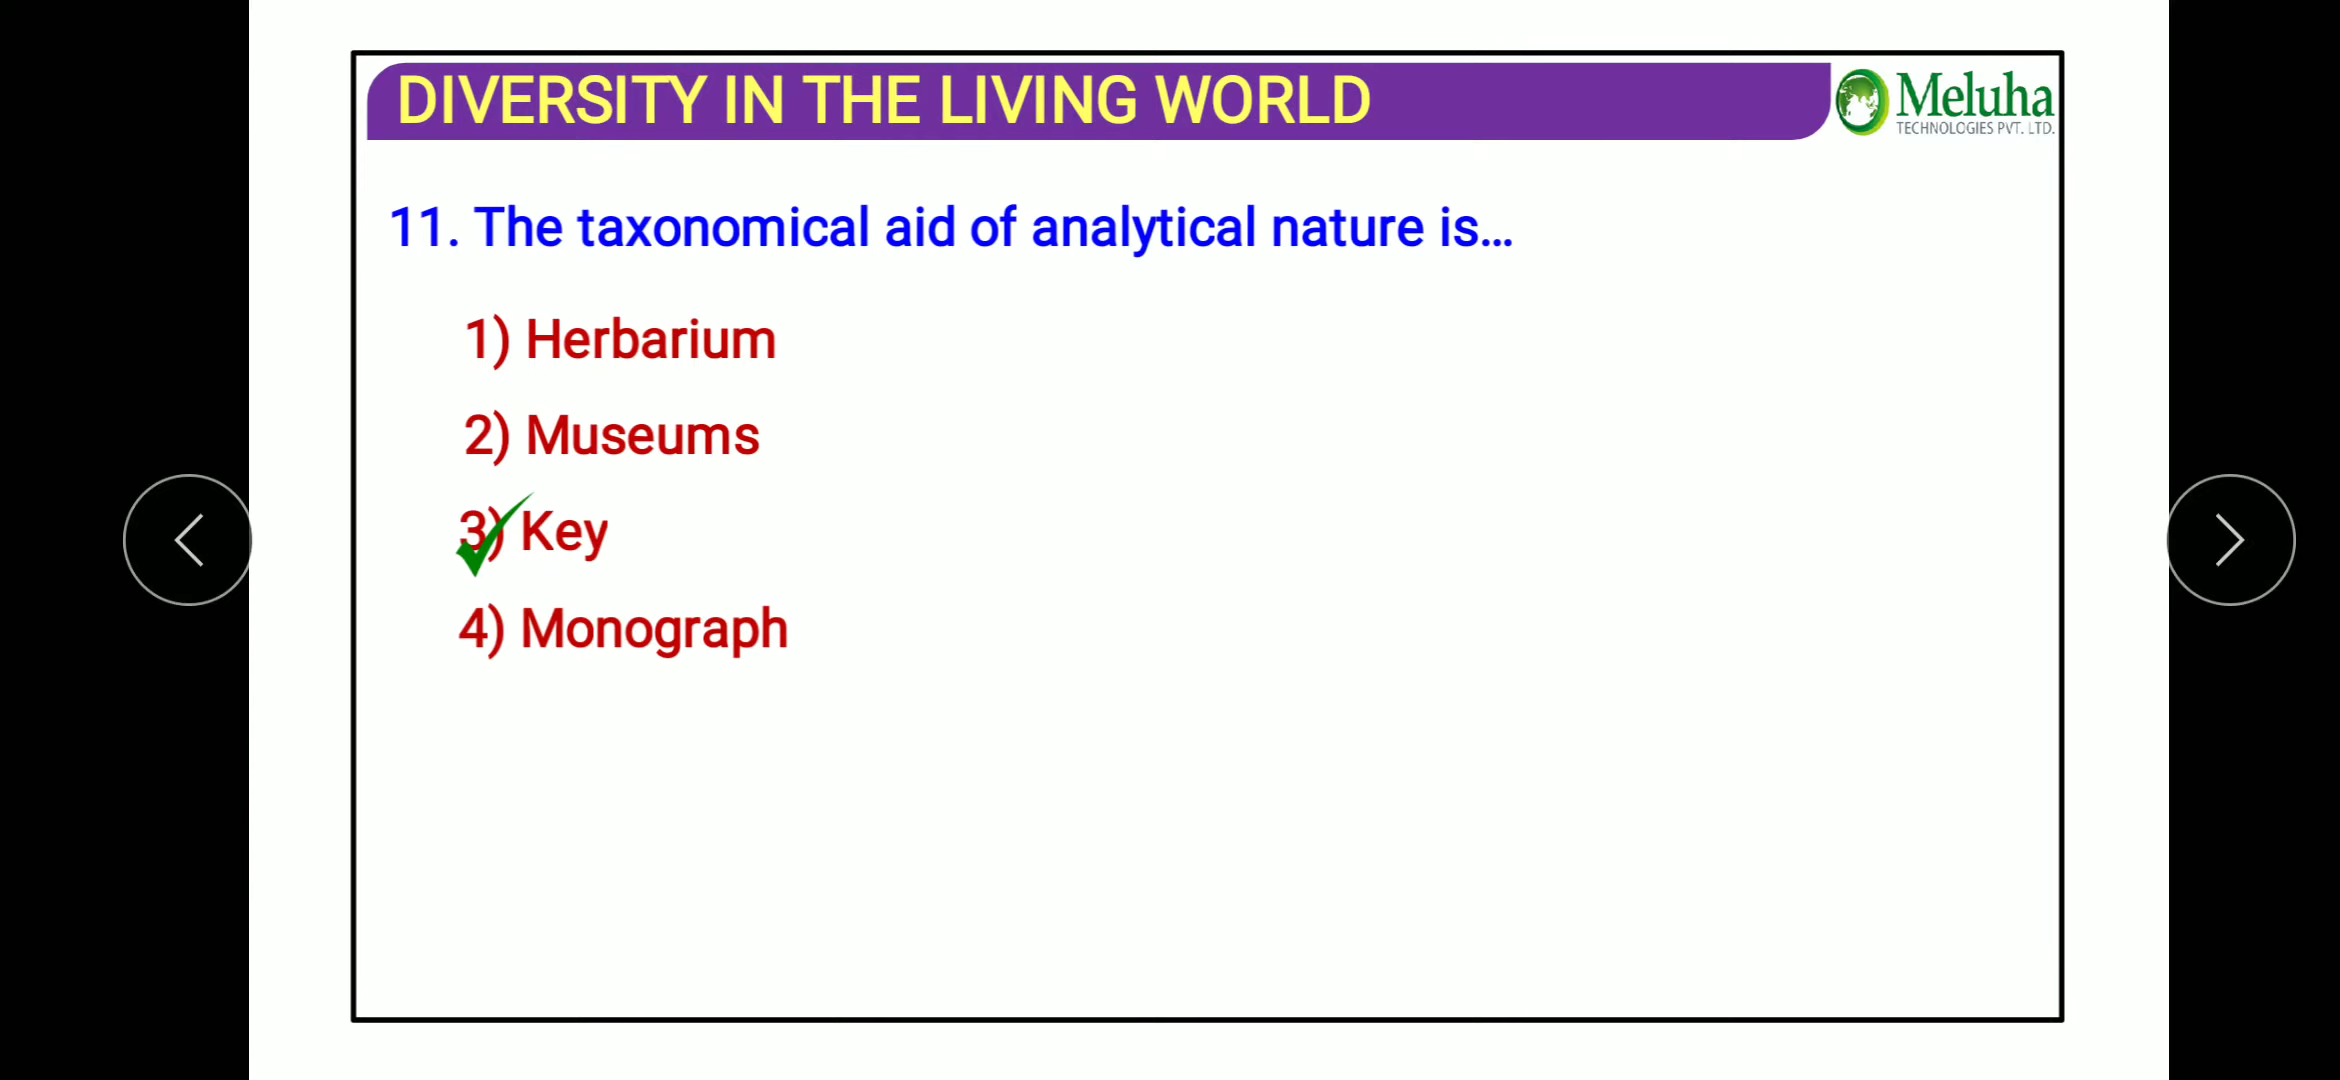 DIVERSITY IN THE LIVING WORLD
Meluha
TECHNOLOGIES PVT. LTD.
11. The taxonomical aid of analytical nature is...
1) Herbarium
2) Museums
3) Key
4) Monograph